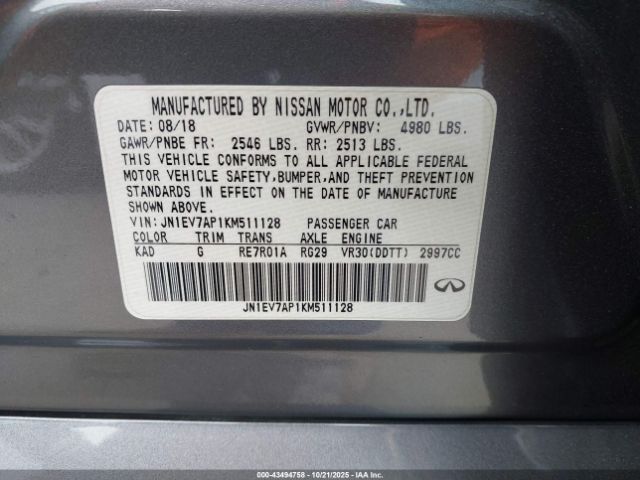 MANUFACTURED BY NISSAN MOTOR CO.,LTD.
DATE: 08/18 GVWR/PNBV: 4980 LBS.
GAWR/PNBE FR: 2546 LBS. RR: 2513 LBS.
THIS VEHICLE CONFORMS TO ALL APPLICABLE FEDERAL
MOTOR VEHICLE SAFETY,BUMPER,AND THEFT PREVENTION
STANDARDS IN EFFECT ON THE DATE OF MANUFACTURE
SHOWN ABOVE.
VIN: JN1EV7AP1KM511128 PASSENGER CAR
COLOR TRIM TRANS AXLE ENGINE
KAD G RE7R01A RG29 VR30(DDTT) 2997CC
JN1EV7AP1KM511128
000-43494758 | 10/21/2025 | Copyright © IAA, LLC.